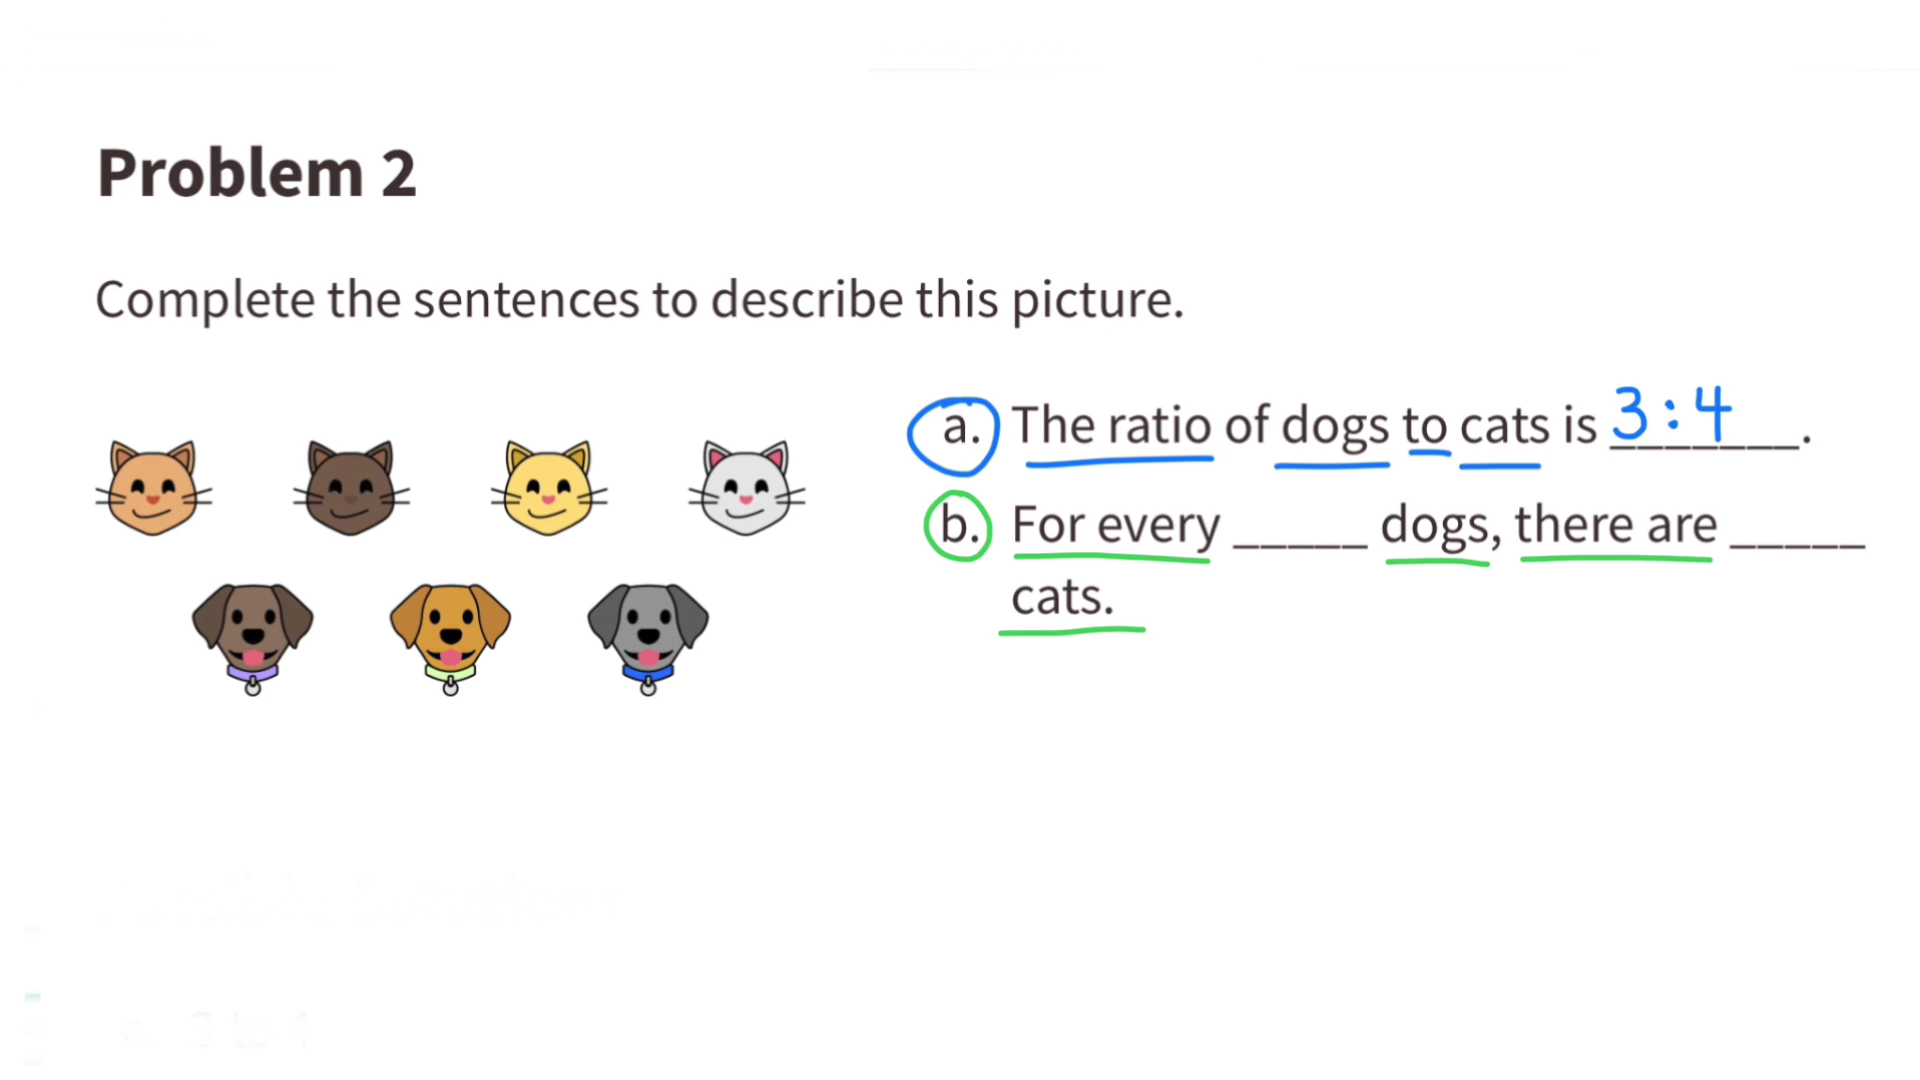 Problem 2
Complete the sentences to describe this picture.
a. The ratio of dogs to cats is 3:4.
b. For every _____ dogs, there are _____
cats.